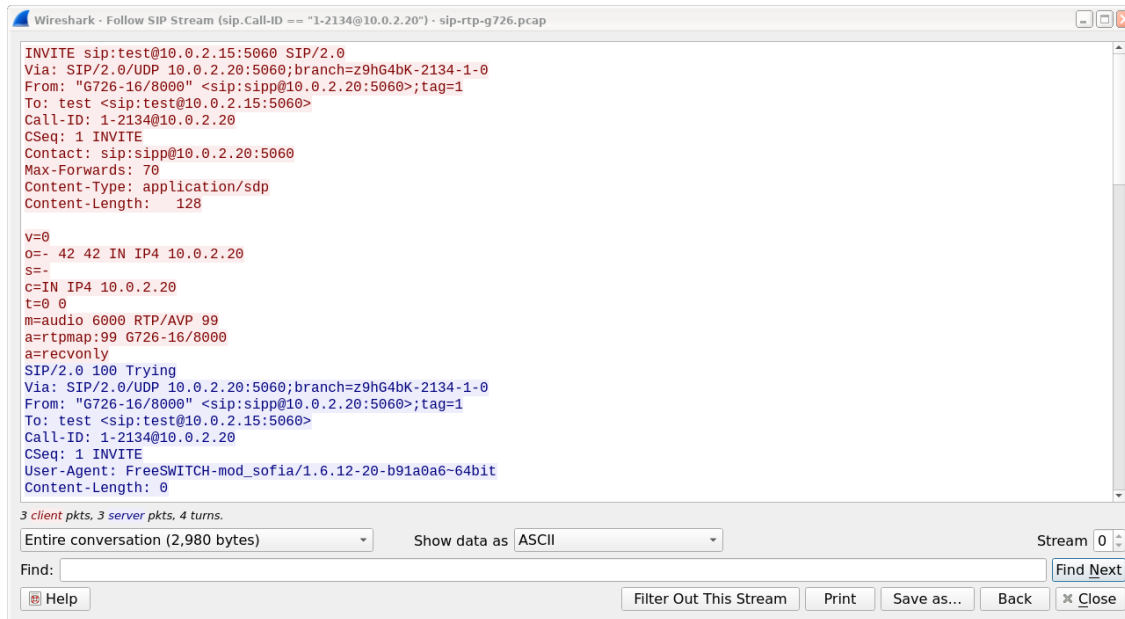 Wireshark · Follow SIP Stream (sip.Call-ID == "1-2134@10.0.2.20") · sip-rtp-g726.pcap
INVITE sip:test@10.0.2.15:5060 SIP/2.0
Via: SIP/2.0/UDP 10.0.2.20:5060;branch=z9hG4bK-2134-1-0
From: "G726-16/8000" <sip:sipp@10.0.2.20:5060>;tag=1
To: test <sip:test@10.0.2.15:5060>
Call-ID: 1-2134@10.0.2.20
CSeq: 1 INVITE
Contact: sip:sipp@10.0.2.20:5060
Max-Forwards: 70
Content-Type: application/sdp
Content-Length:   128

v=0
o=- 42 42 IN IP4 10.0.2.20
s=-
c=IN IP4 10.0.2.20
t=0 0
m=audio 6000 RTP/AVP 99
a=rtpmap:99 G726-16/8000
a=recvonly
SIP/2.0 100 Trying
Via: SIP/2.0/UDP 10.0.2.20:5060;branch=z9hG4bK-2134-1-0
From: "G726-16/8000" <sip:sipp@10.0.2.20:5060>;tag=1
To: test <sip:test@10.0.2.15:5060>
Call-ID: 1-2134@10.0.2.20
CSeq: 1 INVITE
User-Agent: FreeSWITCH-mod_sofia/1.6.12-20-b91a0a6~64bit
Content-Length: 0
3 client pkts, 3 server pkts, 4 turns.
Entire conversation (2,980 bytes) Show data as ASCII Stream 0
Find: Find Next
Help Filter Out This Stream Print Save as... Back Close